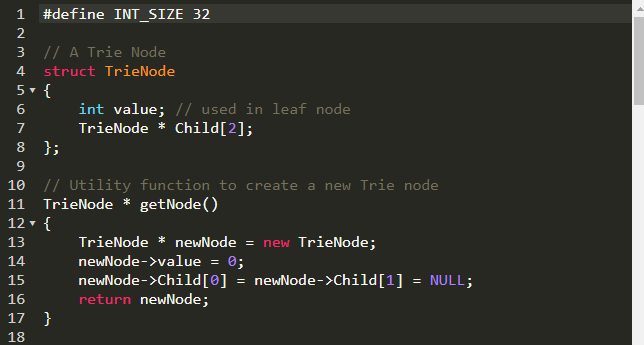 1 #define INT_SIZE 32
2
3 // A Trie Node
4 struct TrieNode
5 {
6     int value; // used in leaf node
7     TrieNode * Child[2];
8 };
9
10 // Utility function to create a new Trie node
11 TrieNode * getNode()
12 {
13     TrieNode * newNode = new TrieNode;
14     newNode->value = 0;
15     newNode->Child[0] = newNode->Child[1] = NULL;
16     return newNode;
17 }
18